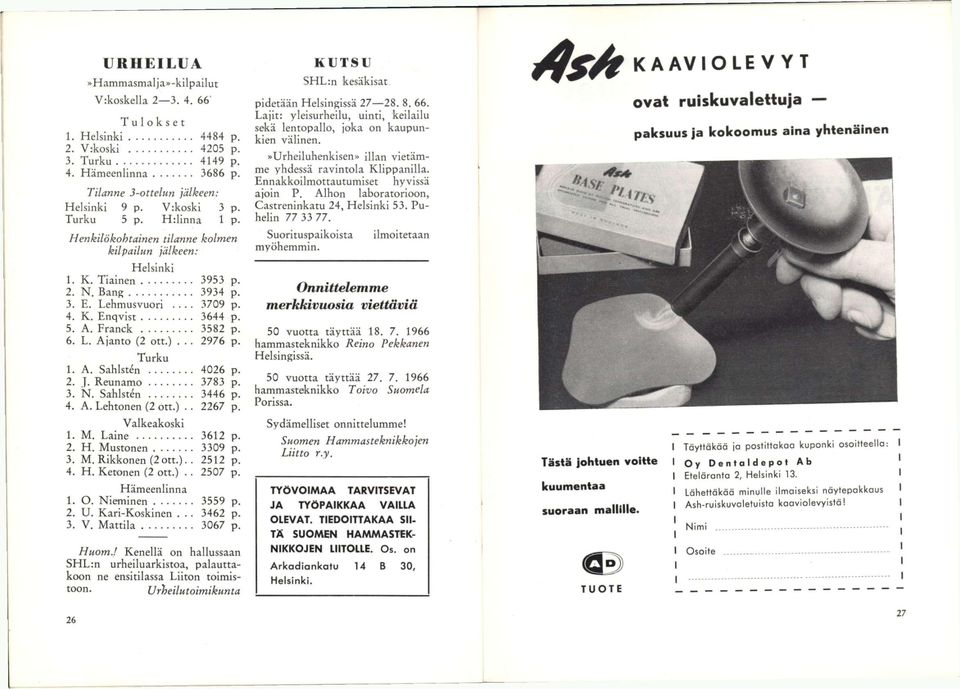 URHEILUA
»Hammasmalja»-kilpailut
V:koskella 2—3. 4. 66
Tulokset
1. Helsinki . . . . . . . . . . . 4484 p.
2. V:koski . . . . . . . . . . . 4205 p.
3. Turku . . . . . . . . . . . . . 4149 p.
4. Hämeenlinna . . . . . . . 3686 p.
Tilanne 3-ottelun jälkeen:
Helsinki 9 p. V:koski 3 p.
Turku 5 p. H:linna 1 p.
Henkilökohtainen tilanne kolmen
kilpailun jälkeen:
Helsinki
1. K. Tiainen . . . . . . . . . 3953 p.
2. N. Bang . . . . . . . . . . . 3934 p.
3. E. Lehmusvuori . . . . 3709 p.
4. K. Enqvist . . . . . . . . . 3644 p.
5. A. Franck . . . . . . . . . 3582 p.
6. L. Ajanto (2 ott.) . . . 2976 p.
Turku
1. A. Sahlstén . . . . . . . . 4026 p.
2. J. Reunamo . . . . . . . . 3783 p.
3. N. Sahlstén . . . . . . . . 3446 p.
4. A. Lehtonen (2 ott.) . . 2267 p.
Valkeakoski
1. M. Laine . . . . . . . . . . 3612 p.
2. H. Mustonen . . . . . . . 3309 p.
3. M. Rikkonen (2 ott.) . . 2512 p.
4. H. Ketonen (2 ott.) . . 2507 p.
Hämeenlinna
1. O. Nieminen . . . . . . . 3559 p.
2. U. Kari-Koskinen . . . 3462 p.
3. V. Mattila . . . . . . . . . 3067 p.
Huom.! Kenellä on hallussaan
SHL:n urheiluarkistoa, palautta-
koon ne ensitilassa Liiton toimis-
toon. Urheilutoimikunta
26
KUTSU
SHL:n kesäkisat
pidetään Helsingissä 27—28. 8. 66.
Lajit: yleisurheilu, uinti, keilailu
sekä lentopallo, joka on kaupun-
kien välinen.
»Urheiluhenkisen» illan vietäm-
me yhdessä ravintola Klippanilla.
Ennakkoilmottautumiset hyvissä
ajoin P. Alhon laboratorioon,
Castreninkatu 24, Helsinki 53. Pu-
helin 77 33 77.
Suorituspaikoista ilmoitetaan
myöhemmin.
Onnittelemme
merkkivuosia viettäviä
50 vuotta täyttää 18. 7. 1966
hammasteknikko Reino Pekkanen
Helsingissä.
50 vuotta täyttää 27. 7. 1966
hammasteknikko Toivo Suomela
Porissa.
Sydämelliset onnittelumme!
Suomen Hammasteknikkojen
Liitto r.y.
TYÖVOIMAA TARVITSEVAT
JA TYÖPAIKKAA VAILLA
OLEVAT. TIEDOITTAKAA SII-
TÄ SUOMEN HAMMASTEK-
NIKKOJEN LIITOLLE. Os. on
Arkadiankatu 14 B 30,
Helsinki.
Ash KAAVIOLEVYT
ovat ruiskuvalettuja —
paksuus ja kokoomus aina yhtenäinen
Ash
BASE PLATES
Tästä johtuen voitte
kuumentaa
suoraan mallille.
AD
TUOTE
Täyttäkää ja postittakaa kuponki osoitteella:
Oy Dentaldepot Ab
Eteläranta 2, Helsinki 13.
Lähettäkää minulle ilmaiseksi näytepakkaus
Ash-ruiskuvaletuista kaaviolevyistä!
Nimi
Osoite
27